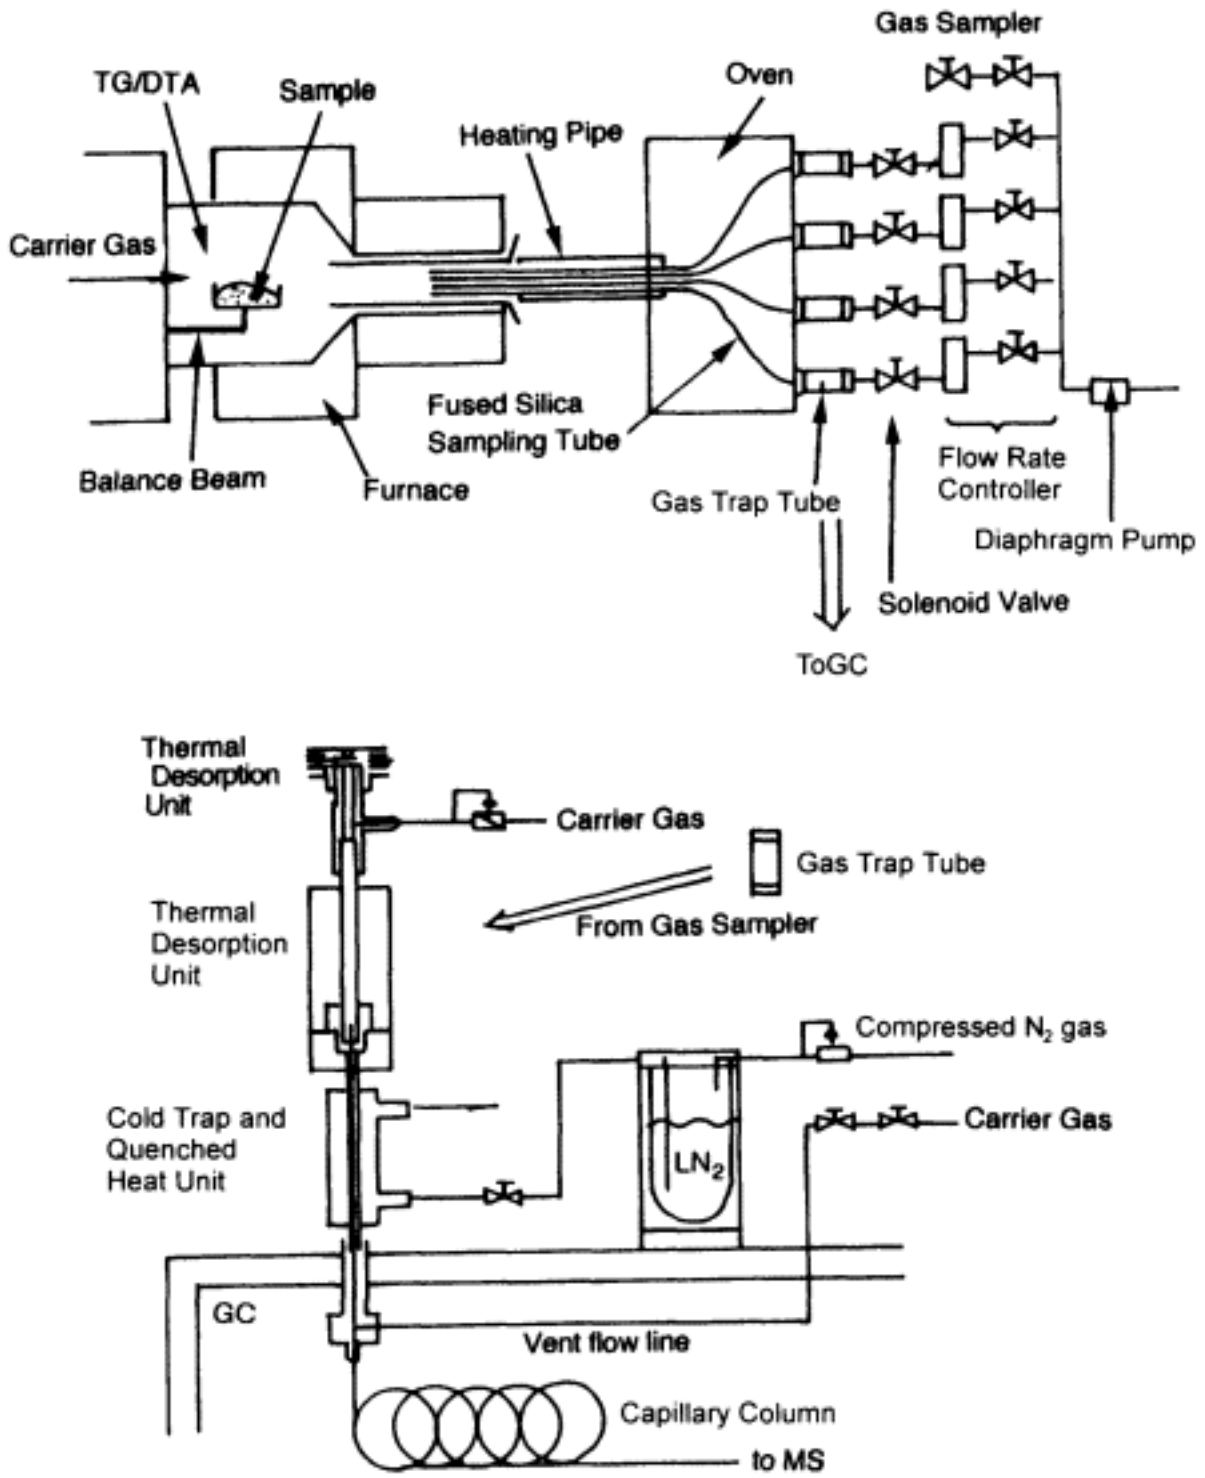 Gas Sampler
TG/DTA
Sample
Oven
Heating Pipe
Carrier Gas
Fused Silica
Sampling Tube
Balance Beam
Furnace
Gas Trap Tube
Flow Rate
Controller
Diaphragm Pump
Solenoid Valve
ToGC
Thermal
Desorption
Unit
Carrier Gas
Gas Trap Tube
From Gas Sampler
Thermal
Desorption
Unit
Compressed N₂ gas
Carrier Gas
Cold Trap and
Quenched
Heat Unit
LN₂
GC
Vent flow line
Capillary Column
to MS